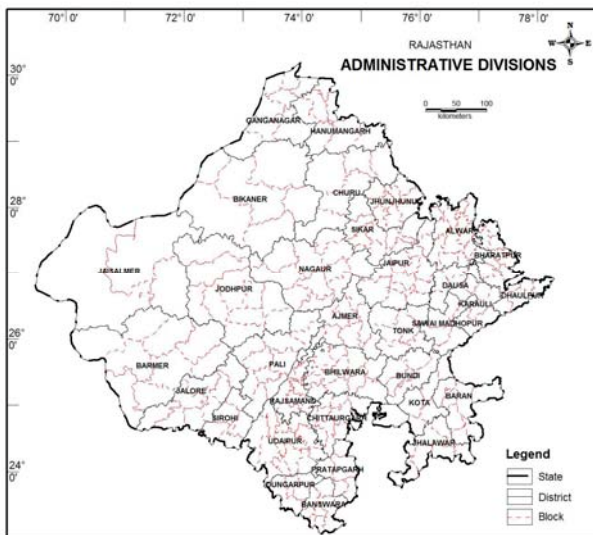 70° 0' 72° 0' 74° 0' 76° 0' 78° 0'
N
W E
S
RAJASTHAN
ADMINISTRATIVE DIVISIONS
0 50 100
kilometers
30°
0'
28°
0'
26°
0'
24°
0'
GANGANAGAR
HANUMANGARH
BIKANER
CHURU
JHUNJHUNU
SIKAR
ALWAR
BHARATPUR
JAISALMER
JODHPUR
NAGAUR
JAIPUR
DAUSA
DHAULPUR
KARAULI
SAWAI MADHOPUR
AJMER
TONK
BARMER
PALI
BHILWARA
BUNDI
JALORE
RAJSAMAND
BARAN
KOTA
SIROHI
CHITTAURGARH
UDAIPUR
JHALAWAR
PRATAPGARH
DUNGARPUR
BANSWARA
Legend
State
District
Block